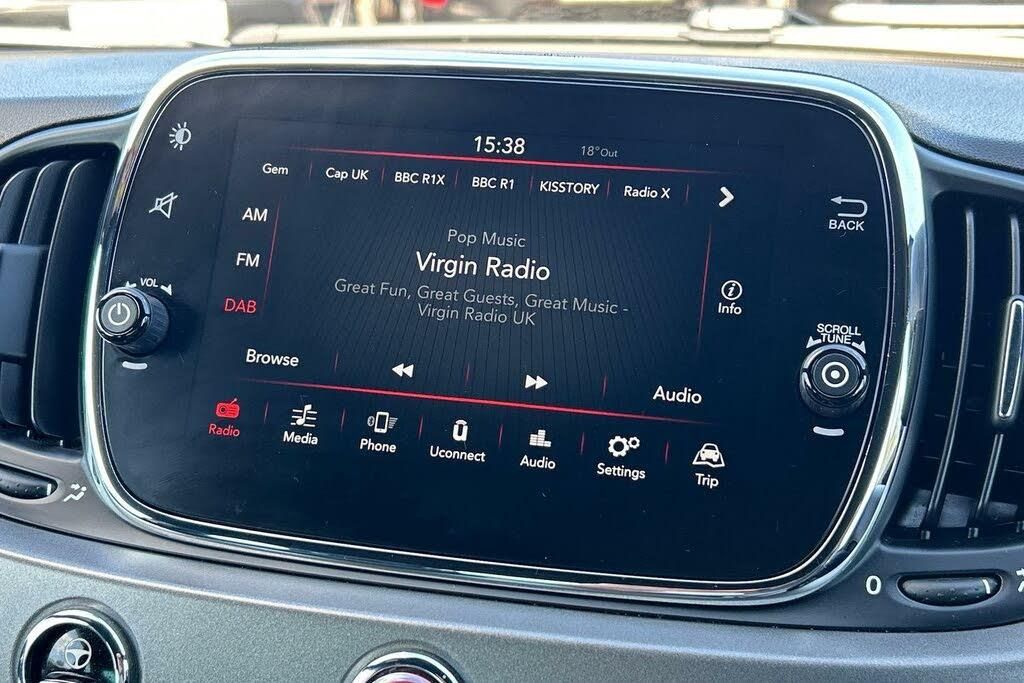 15:38
18°Out
Gem
Cap UK
BBC R1X
BBC R1
KISSTORY
Radio X
AM
FM
DAB
Pop Music
Virgin Radio
Great Fun, Great Guests, Great Music -
Virgin Radio UK
Info
BACK
VOL
SCROLL
TUNE
Browse
Audio
Radio
Media
Phone
Uconnect
Audio
Settings
Trip
0